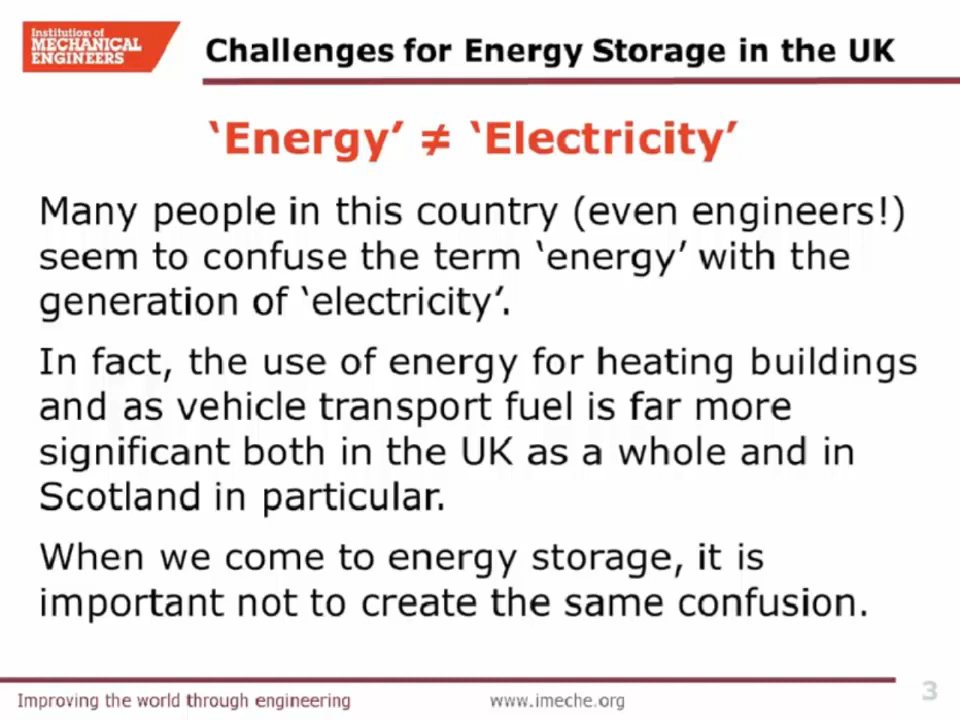 Institution of
MECHANICAL
ENGINEERS
Challenges for Energy Storage in the UK
‘Energy’ ≠ ‘Electricity’
Many people in this country (even engineers!)
seem to confuse the term ‘energy’ with the
generation of ‘electricity’.
In fact, the use of energy for heating buildings
and as vehicle transport fuel is far more
significant both in the UK as a whole and in
Scotland in particular.
When we come to energy storage, it is
important not to create the same confusion.
Improving the world through engineering
www.imeche.org
3